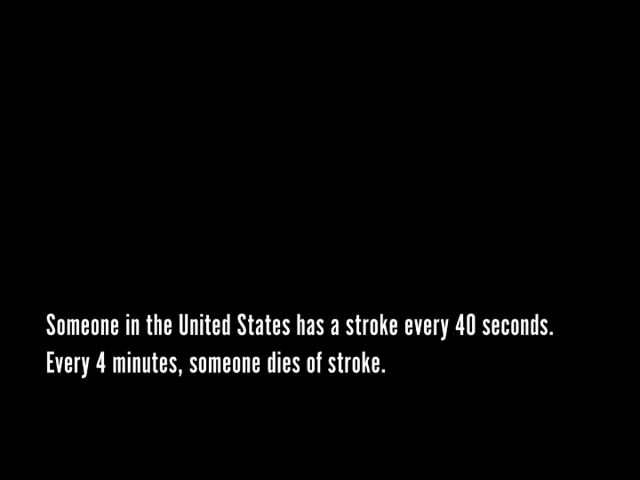 Someone in the United States has a stroke every 40 seconds.
Every 4 minutes, someone dies of stroke.